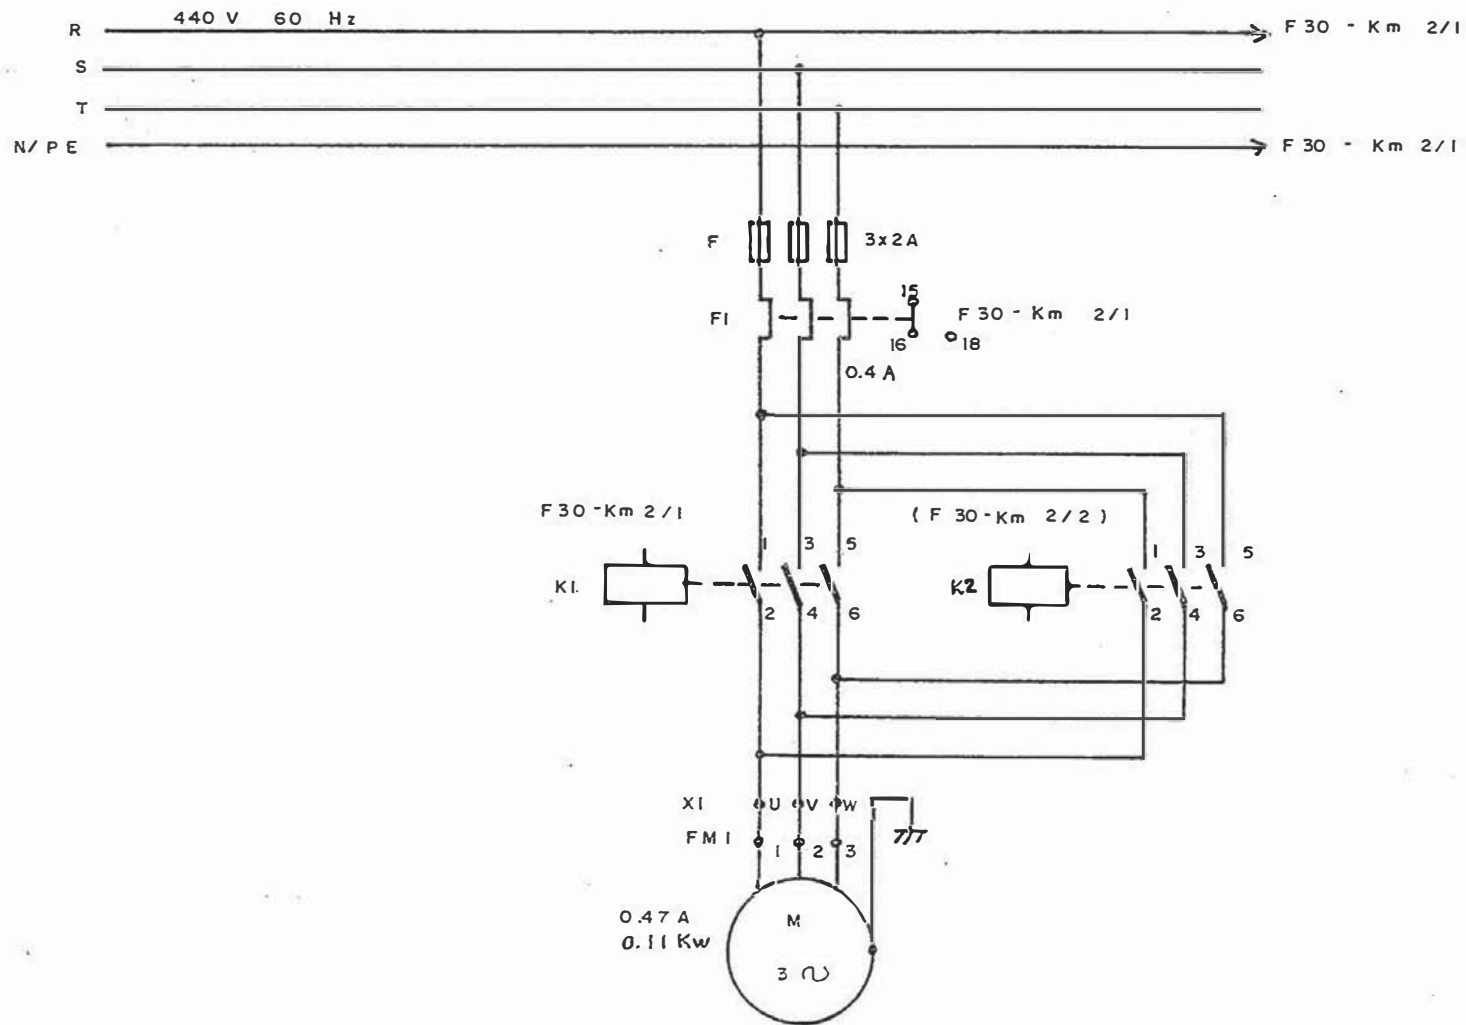 440 V 60 Hz
R
F 30 - Km 2/1
S
T
N/PE
F 30 - Km 2/1
F
3x2A
15
F1
F 30 - Km 2/1
16
18
0.4 A
F 30 - Km 2/1
(F 30 - Km 2/2)
1 3 5
1 3 5
K1.
K2
2 4 6
2 4 6
X1 U V W
FM1 1 2 3
0.47 A
M
0.11 Kw
3